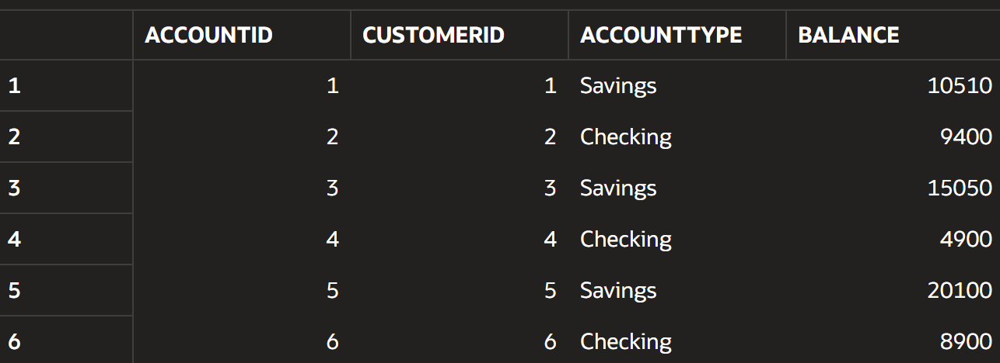 ACCOUNTID CUSTOMERID ACCOUNTTYPE BALANCE
1 1 1 Savings 10510
2 2 2 Checking 9400
3 3 3 Savings 15050
4 4 4 Checking 4900
5 5 5 Savings 20100
6 6 6 Checking 8900